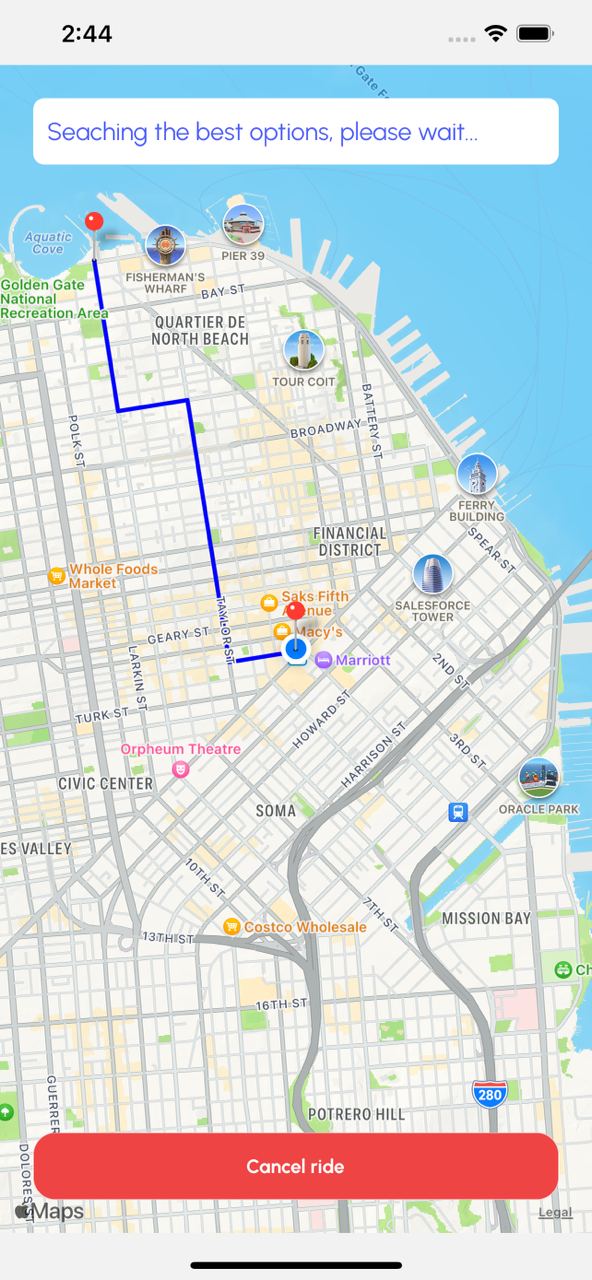 2:44
Gate F
Seaching the best options, please wait...
Aquatic
Cove
PIER 39
FISHERMAN'S
WHARF
Golden Gate
National
Recreation Area
BAY ST
QUARTIER DE
NORTH BEACH
TOUR COIT
BATTERY ST
POLK ST
BROADWAY
FERRY
BUILDING
FINANCIAL
DISTRICT
SPEAR ST
Whole Foods
Market
Saks Fifth
Avenue
SALESFORCE
TOWER
TAYLOR ST
GEARY ST
Macy's
Marriott
LARKIN ST
2ND ST
TURK ST
HOWARD ST
HARRISON ST
3RD ST
Orpheum Theatre
CIVIC CENTER
SOMA
ORACLE PARK
ES VALLEY
10TH ST
7TH ST
MISSION BAY
Costco Wholesale
13TH ST
Ch
16TH ST
GUERRER
280
POTRERO HILL
DOLORES ST
Cancel ride
Maps
Legal